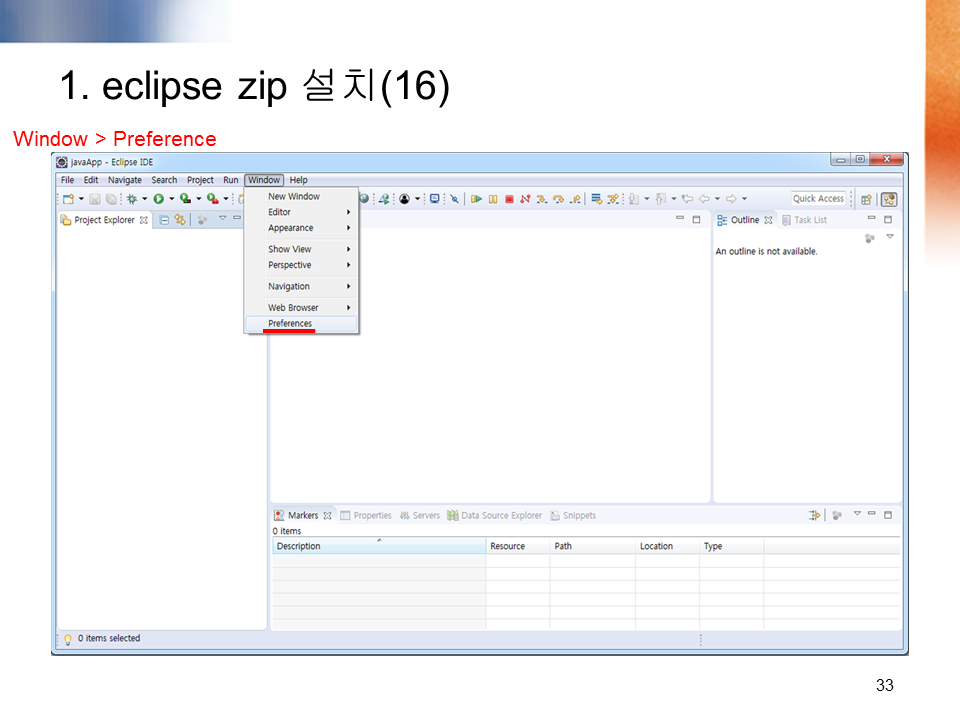 1. eclipse zip 설치(16)
Window > Preference
javaApp - Eclipse IDE
File Edit Navigate Search Project Run Window Help
New Window
Editor
Appearance
Show View
Perspective
Navigation
Web Browser
Preferences
Quick Access
Project Explorer
Outline Task List
An outline is not available.
Markers Properties Servers Data Source Explorer Snippets
0 items
Description Resource Path Location Type
0 items selected
33